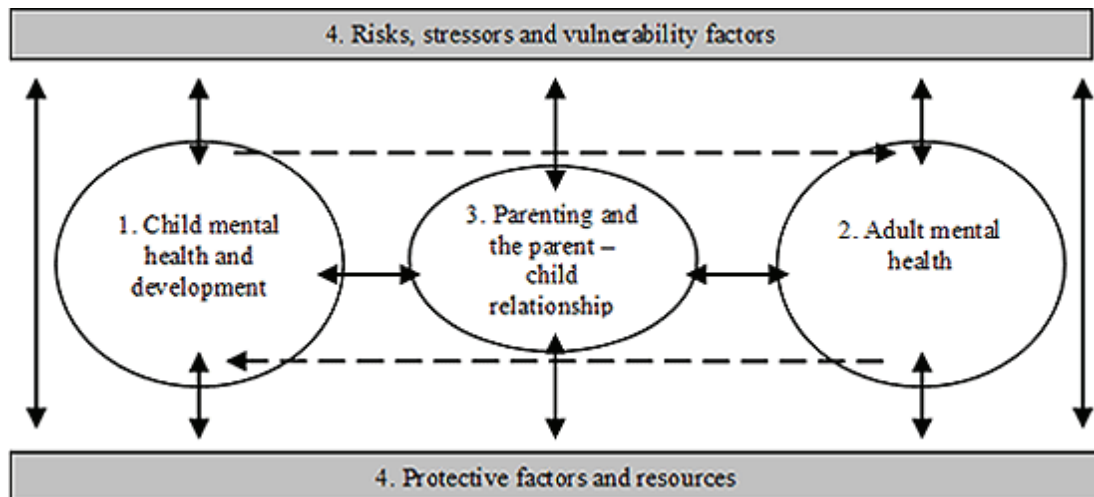 4. Risks, stressors and vulnerability factors
1. Child mental
health and
development
3. Parenting and
the parent –
child
relationship
2. Adult mental
health
4. Protective factors and resources